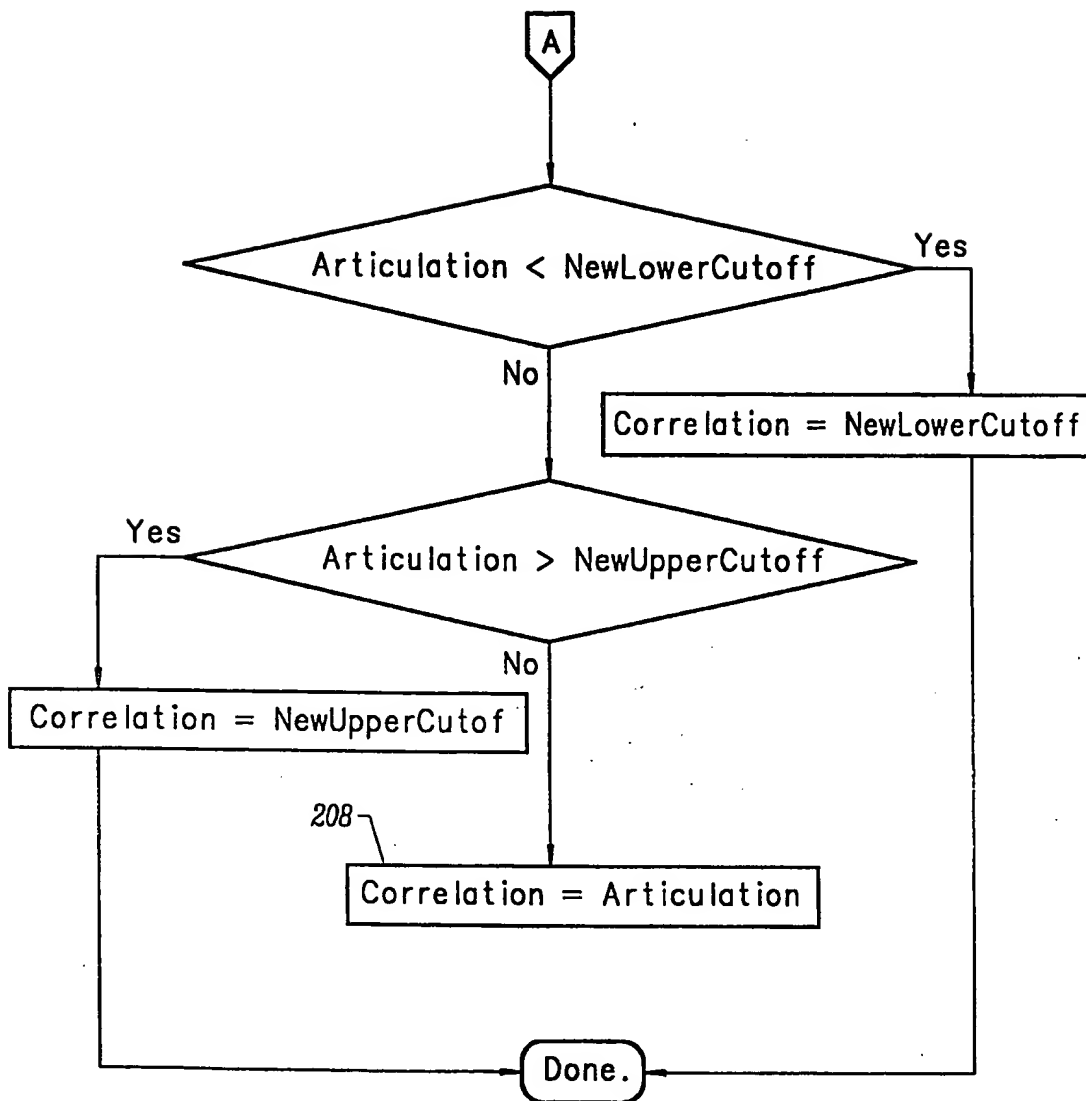 A
Articulation < NewLowerCutoff
Yes
No
Correlation = NewLowerCutoff
Articulation > NewUpperCutoff
Yes
No
Correlation = NewUpperCutof
208
Correlation = Articulation
Done.